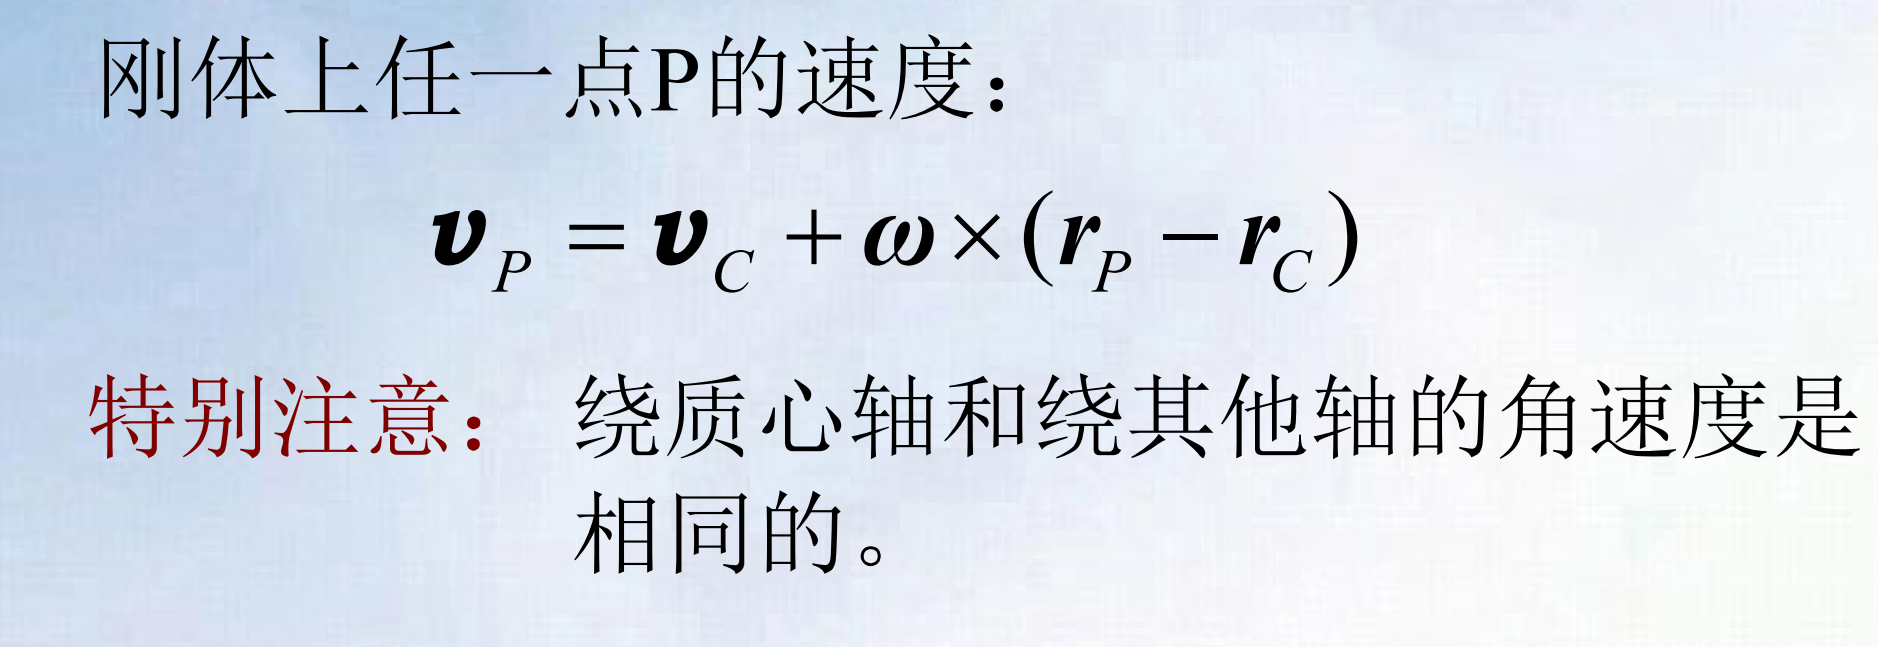 刚体上任一点P的速度：
𝒗_P = 𝒗_C + 𝝎×(𝒓_P − 𝒓_C)
特别注意： 绕质心轴和绕其他轴的角速度是
相同的。